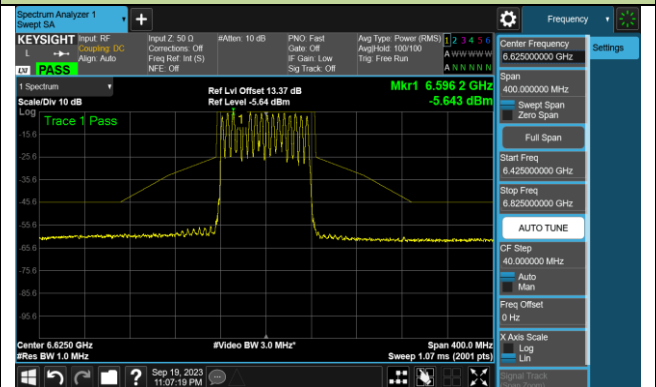 Spectrum Analyzer 1
Swept SA
Frequency
KEYSIGHT
Input: RF
Coupling: DC
Align: Auto
Input Z: 50 Ω
Corrections: Off
Freq Ref: Int (S)
NFE: Off
#Atten: 10 dB
PNO: Fast
Gate: Off
IF Gain: Low
Sig Track: Off
Avg Type: Power (RMS)
Avg|Hold: 100/100
Trig: Free Run
1 2 3 4 5 6
A W W W W W
A N N N N N
L
LXI
PASS
1 Spectrum
Scale/Div 10 dB
Ref Lvl Offset 13.37 dB
Ref Level -5.64 dBm
Mkr1 6.596 2 GHz
-5.643 dBm
Log
Trace 1 Pass
1
-15.6
-25.6
-35.6
-45.6
-55.6
-65.6
-75.6
-85.6
-95.6
Center 6.6250 GHz
#Res BW 1.0 MHz
#Video BW 3.0 MHz*
Span 400.0 MHz
Sweep 1.07 ms (2001 pts)
Settings
Center Frequency
6.625000000 GHz
Span
400.000000 MHz
Swept Span
Zero Span
Full Span
Start Freq
6.425000000 GHz
Stop Freq
6.825000000 GHz
AUTO TUNE
CF Step
40.000000 MHz
Auto
Man
Freq Offset
0 Hz
X Axis Scale
Log
Lin
Signal Track
(Span Zoom)
Sep 19, 2023
11:07:19 PM